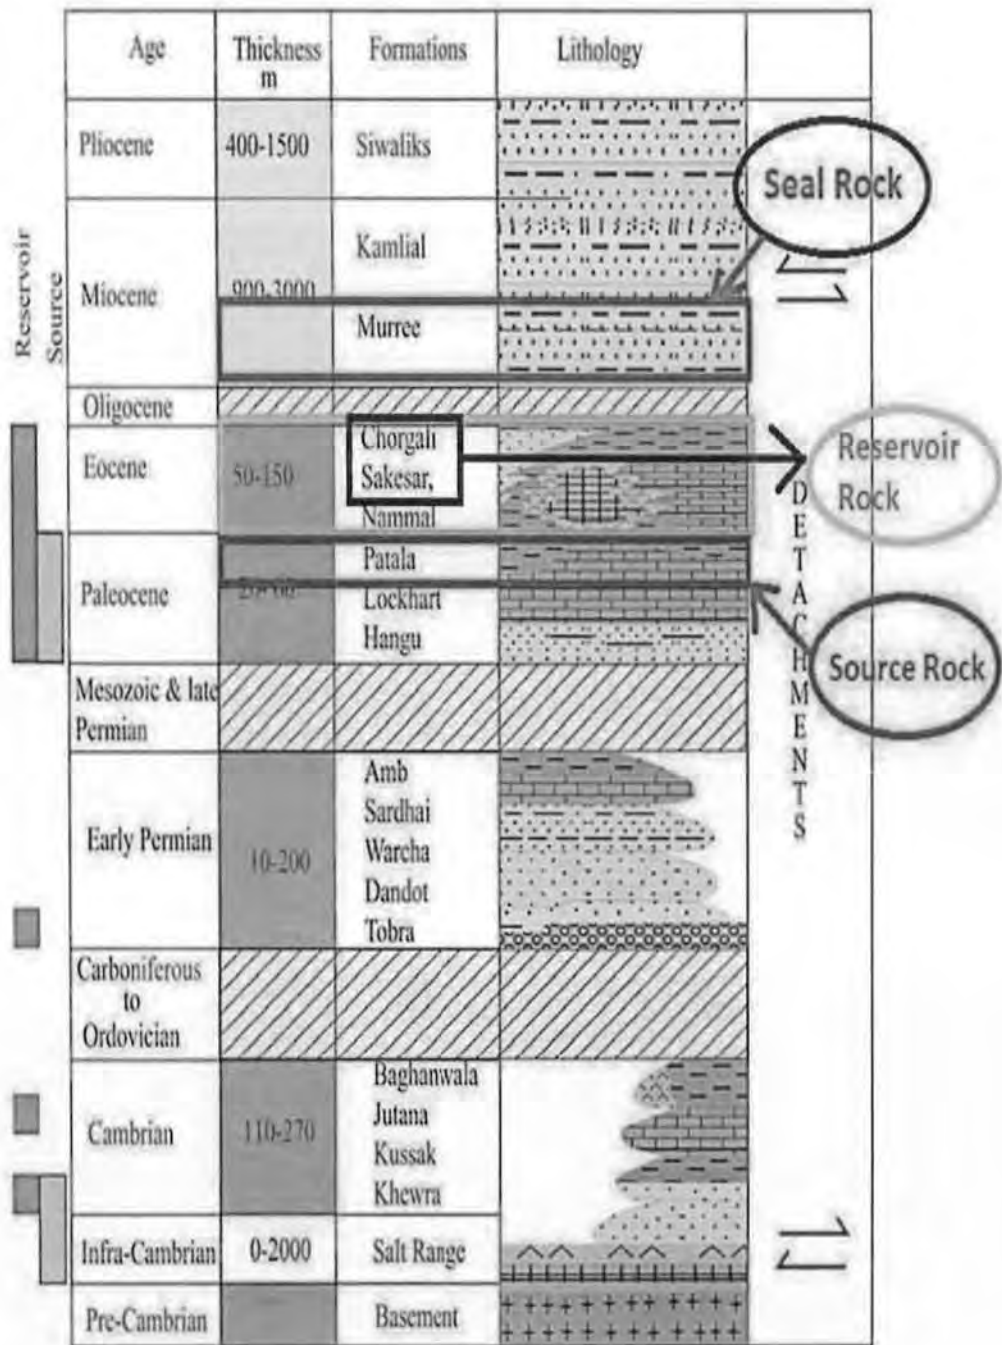 Age Thickness m Formations Lithology
Pliocene 400-1500 Siwaliks
Seal Rock
Kamlial
Miocene 900-3000
Murree
Reservoir
Source
Oligocene
Chorgali
Eocene 50-150 Sakesar,
Nammal
Reservoir
Rock
DETACHMENTS
Patala
Paleocene Lockhart
Hangu
Source Rock
Mesozoic & late
Permian
Amb
Sardhai
Early Permian 10-200 Warcha
Dandot
Tobra
Carboniferous
to
Ordovician
Baghanwala
Cambrian 110-270 Jutana
Kussak
Khewra
Infra-Cambrian 0-2000 Salt Range
Pre-Cambrian Basement